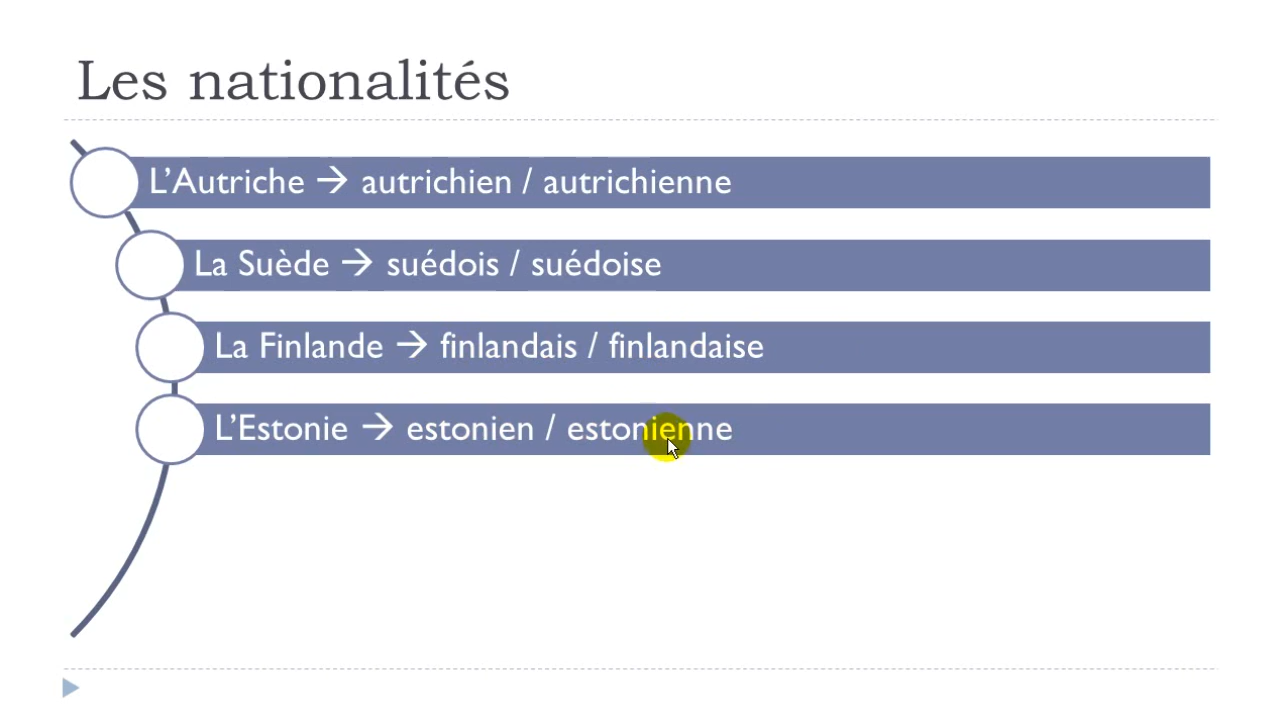 Les nationalités
L’Autriche → autrichien / autrichienne
La Suède → suédois / suédoise
La Finlande → finlandais / finlandaise
L’Estonie → estonien / estonienne